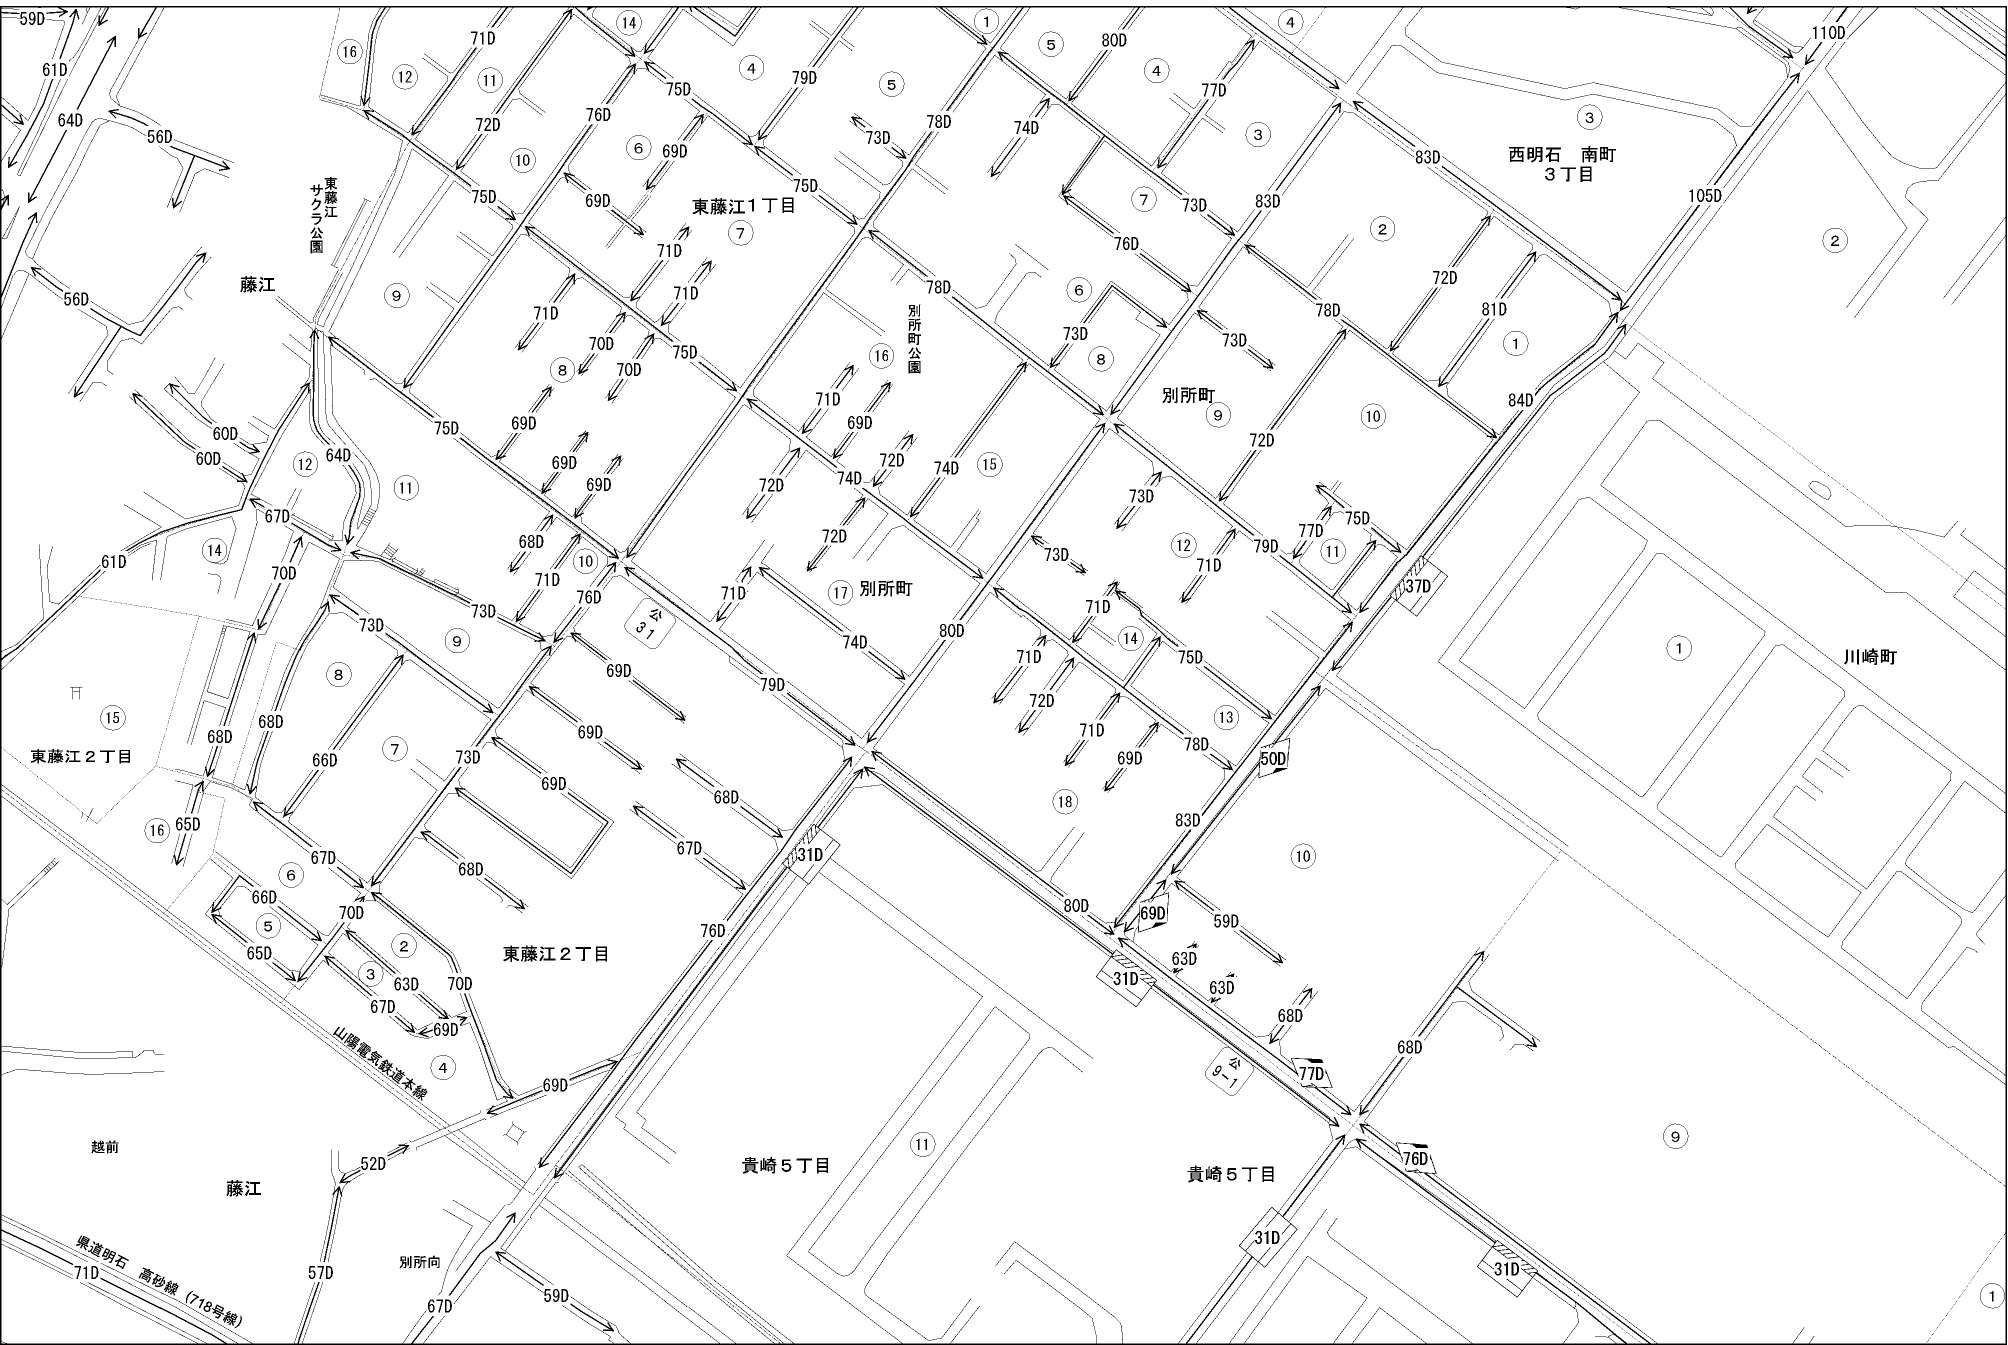 59D
61D
64D
56D
56D
16
12
71D
11
72D
14
75D
76D
10
6
69D
75D
69D
4
79D
5
73D
78D
1
5
80D
4
77D
74D
3
4
110D
3
西明石　南町
３丁目
83D
105D
2
東藤江
サクラ公園
東藤江１丁目
7
75D
7
73D
83D
2
藤江
9
71D
71D
71D
70D
70D
8
75D
78D
別所町公園
76D
6
73D
8
73D
78D
72D
81D
1
16
71D
69D
別所町
9
10
84D
60D
60D
12
64D
11
75D
69D
69D
69D
72D
74D
72D
74D
15
72D
73D
72D
75D
77D
11
67D
14
61D
70D
68D
71D
10
76D
72D
73D
12
71D
79D
37D
73D
73D
9
公
31
71D
17
別所町
74D
80D
71D
14
75D
1
川崎町
8
68D
15
東藤江２丁目
68D
66D
7
73D
69D
69D
69D
79D
71D
72D
71D
69D
78D
13
50D
16
65D
67D
68D
67D
68D
31D
18
83D
10
6
66D
5
65D
70D
2
3
63D
67D
70D
69D
東藤江２丁目
76D
80D
69D
59D
31D
63D
63D
68D
68D
山陽電気鉄道本線
4
69D
公
9-1
77D
越前
52D
藤江
貴崎５丁目
11
貴崎５丁目
76D
9
県道明石　高砂線（718号線）
71D
57D
別所向
67D
59D
31D
31D
1